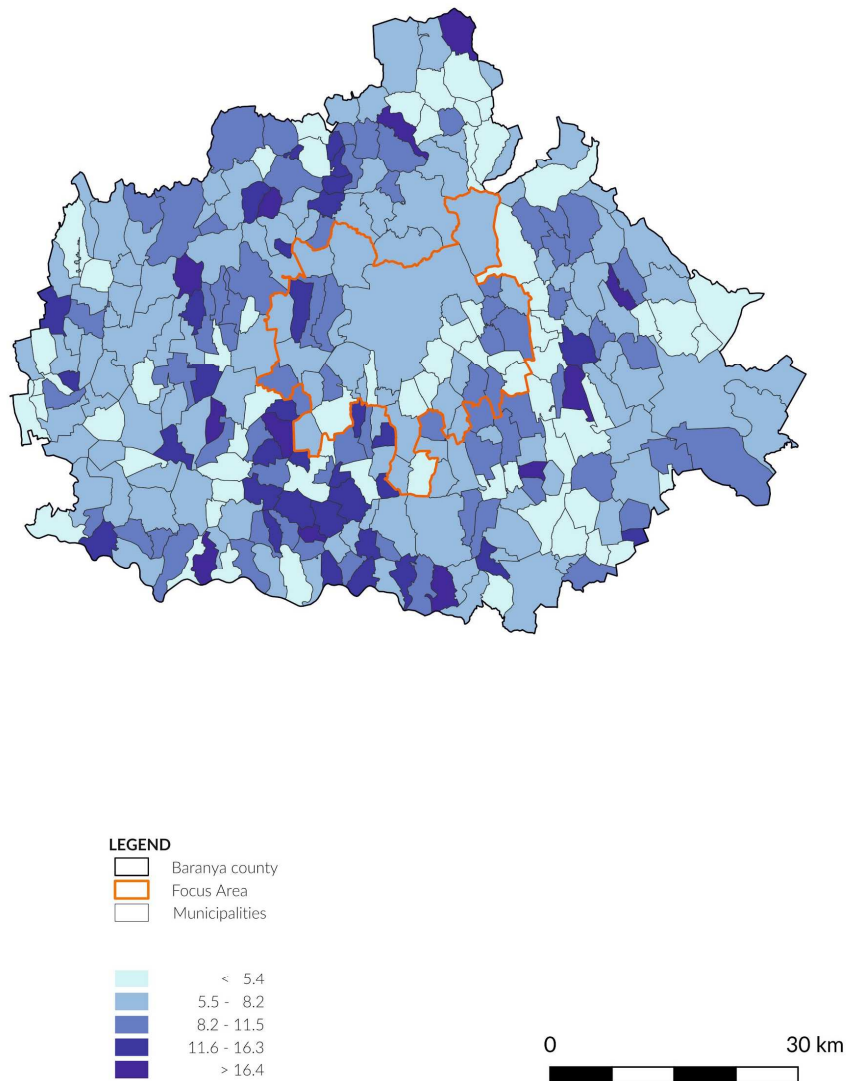 LEGEND
Baranya county
Focus Area
Municipalities
< 5.4
5.5 - 8.2
8.2 - 11.5
11.6 - 16.3
> 16.4
0 30 km